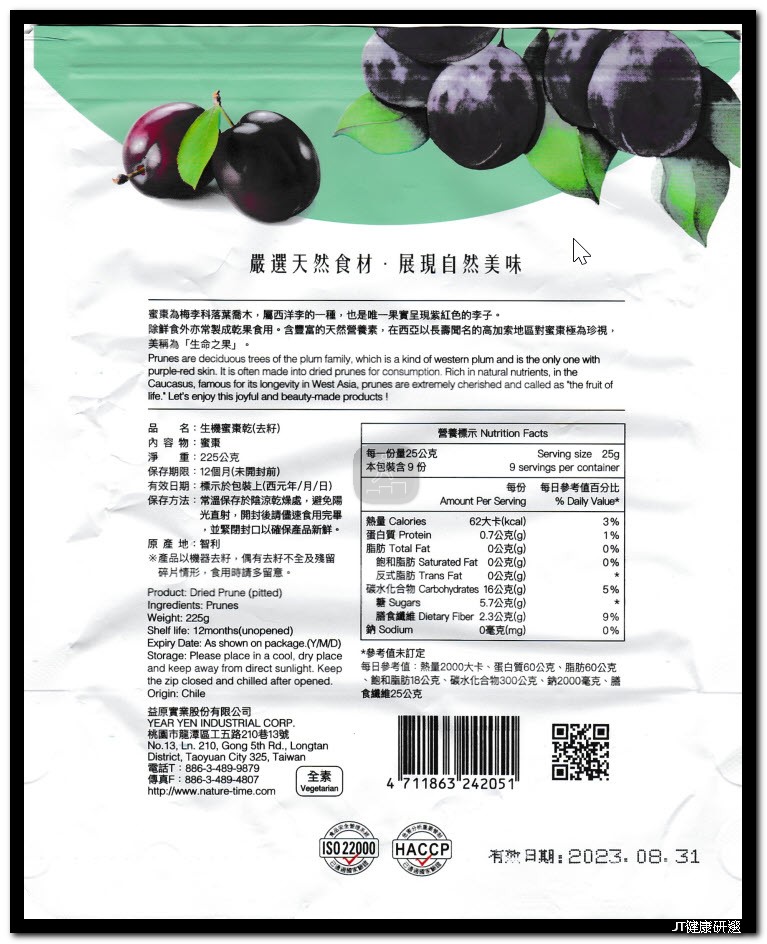 嚴選天然食材・展現自然美味
蜜棗為梅李科落葉喬木，屬西洋李的一種，也是唯一果實呈現紫紅色的李子。
除鮮食外亦常製成乾果食用。含豐富的天然營養素，在西亞以長壽聞名的高加索地區對蜜棗極為珍視，
美稱為「生命之果」。
Prunes are deciduous trees of the plum family, which is a kind of western plum and is the only one with
purple-red skin. It is often made into dried prunes for consumption. Rich in natural nutrients, in the
Caucasus, famous for its longevity in West Asia, prunes are extremely cherished and called as "the fruit of
life." Let's enjoy this joyful and beauty-made products !
品　　名：生機蜜棗乾(去籽)
內 容 物：蜜棗
淨　　重：225公克
保存期限：12個月(未開封前)
有效日期：標示於包裝上(西元年/月/日)
保存方法：常溫保存於陰涼乾燥處，避免陽
光直射，開封後請儘速食用完畢
，並緊閉封口以確保產品新鮮。
原 產 地：智利
※產品以機器去籽，偶有去籽不全及殘留
碎片情形，食用時請多留意。
Product: Dried Prune (pitted)
Ingredients: Prunes
Weight: 225g
Shelf life: 12months(unopened)
Expiry Date: As shown on package.(Y/M/D)
Storage: Please place in a cool, dry place
and keep away from direct sunlight. Keep
the zip closed and chilled after opened.
Origin: Chile
益原實業股份有限公司
YEAR YEN INDUSTRIAL CORP.
桃園市龍潭區工五路210巷13號
No.13, Ln. 210, Gong 5th Rd., Longtan
District, Taoyuan City 325, Taiwan
電話T：886-3-489-9879
傳真F：886-3-489-4807
http://www.nature-time.com
全素
Vegetarian
營養標示 Nutrition Facts
每一份量25公克 Serving size 25g
本包裝含 9 份 9 servings per container
每份 每日參考值百分比
Amount Per Serving % Daily Value*
熱量 Calories 62大卡(kcal) 3%
蛋白質 Protein 0.7公克(g) 1%
脂肪 Total Fat 0公克(g) 0%
飽和脂肪 Saturated Fat 0公克(g) 0%
反式脂肪 Trans Fat 0公克(g) *
碳水化合物 Carbohydrates 16公克(g) 5%
糖 Sugars 5.7公克(g) *
膳食纖維 Dietary Fiber 2.3公克(g) 9%
鈉 Sodium 0毫克(mg) 0%
*參考值未訂定
每日參考值：熱量2000大卡、蛋白質60公克、脂肪60公克
、飽和脂肪18公克、碳水化合物300公克、鈉2000毫克、膳
食纖維25公克
4 711863 242051
ISO 22000
HACCP
有效日期:2023.08.31
JT健康研選